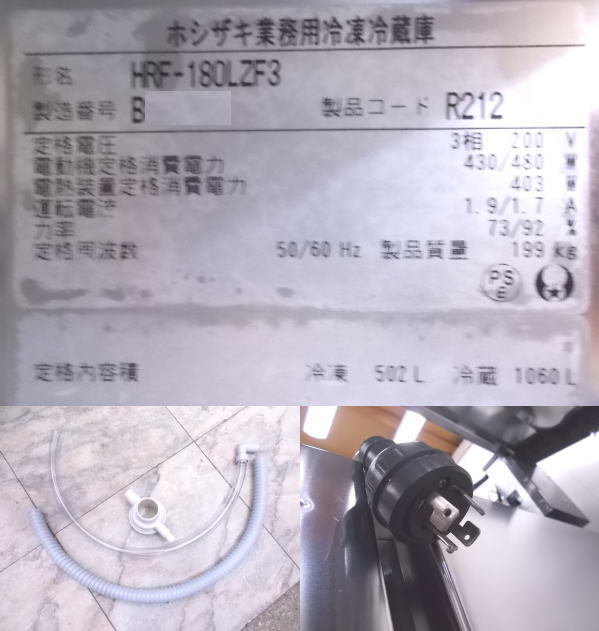 ホシザキ業務用冷凍冷蔵庫
形名 HRF-180LZF3
製造番号 B 製品コード R212
定格電圧 3相 200 V
電動機定格消費電力 430/480 W
電熱装置定格消費電力 403 W
運転電流 1.9/1.7 A
力率 73/92 %
定格周波数 50/60 Hz 製品質量 199 kg
PSE
定格内容積 冷凍 502 L 冷蔵 1060 L